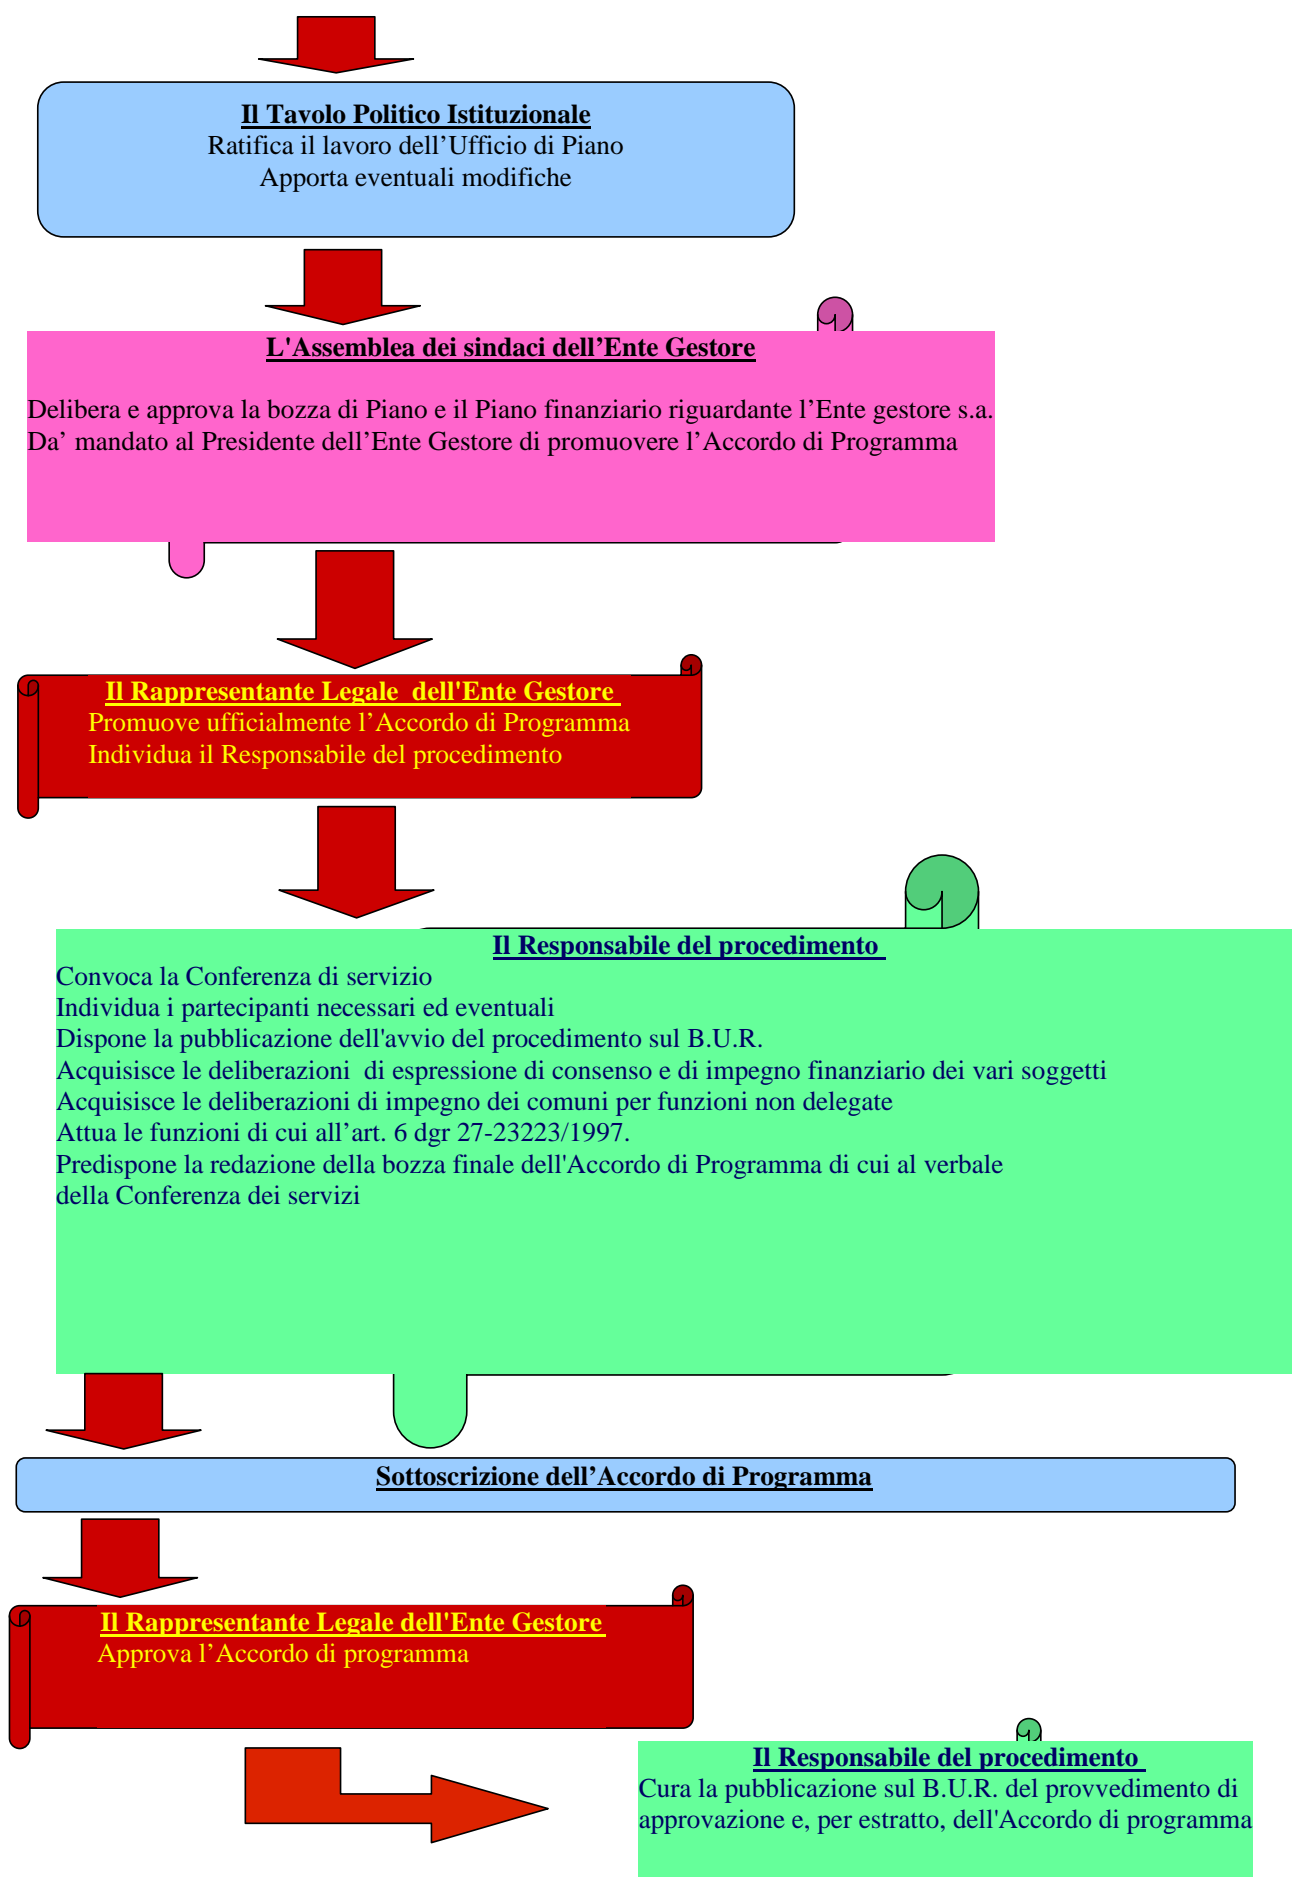 Il Tavolo Politico Istituzionale
Ratifica il lavoro dell’Ufficio di Piano
Apporta eventuali modifiche
L'Assemblea dei sindaci dell’Ente Gestore
Delibera e approva la bozza di Piano e il Piano finanziario riguardante l’Ente gestore s.a.
Da’ mandato al Presidente dell’Ente Gestore di promuovere l’Accordo di Programma
Il Rappresentante Legale dell'Ente Gestore
Promuove ufficialmente l’Accordo di Programma
Individua il Responsabile del procedimento
Il Responsabile del procedimento
Convoca la Conferenza di servizio
Individua i partecipanti necessari ed eventuali
Dispone la pubblicazione dell'avvio del procedimento sul B.U.R.
Acquisisce le deliberazioni di espressione di consenso e di impegno finanziario dei vari soggetti
Acquisisce le deliberazioni di impegno dei comuni per funzioni non delegate
Attua le funzioni di cui all’art. 6 dgr 27-23223/1997.
Predispone la redazione della bozza finale dell'Accordo di Programma di cui al verbale
della Conferenza dei servizi
Sottoscrizione dell’Accordo di Programma
Il Rappresentante Legale dell'Ente Gestore
Approva l’Accordo di programma
Il Responsabile del procedimento
Cura la pubblicazione sul B.U.R. del provvedimento di
approvazione e, per estratto, dell'Accordo di programma